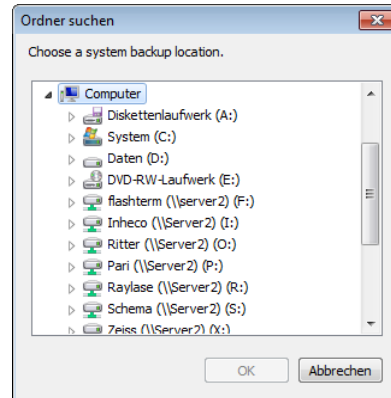 Ordner suchen
Choose a system backup location.
Computer
Diskettenlaufwerk (A:)
System (C:)
Daten (D:)
DVD-RW-Laufwerk (E:)
flashterm (\\server2) (F:)
Inheco (\\Server2) (I:)
Ritter (\\Server2) (O:)
Pari (\\Server2) (P:)
Raylase (\\Server2) (R:)
Schema (\\Server2) (S:)
Zeiss (\\Server2) (X:)
OK Abbrechen